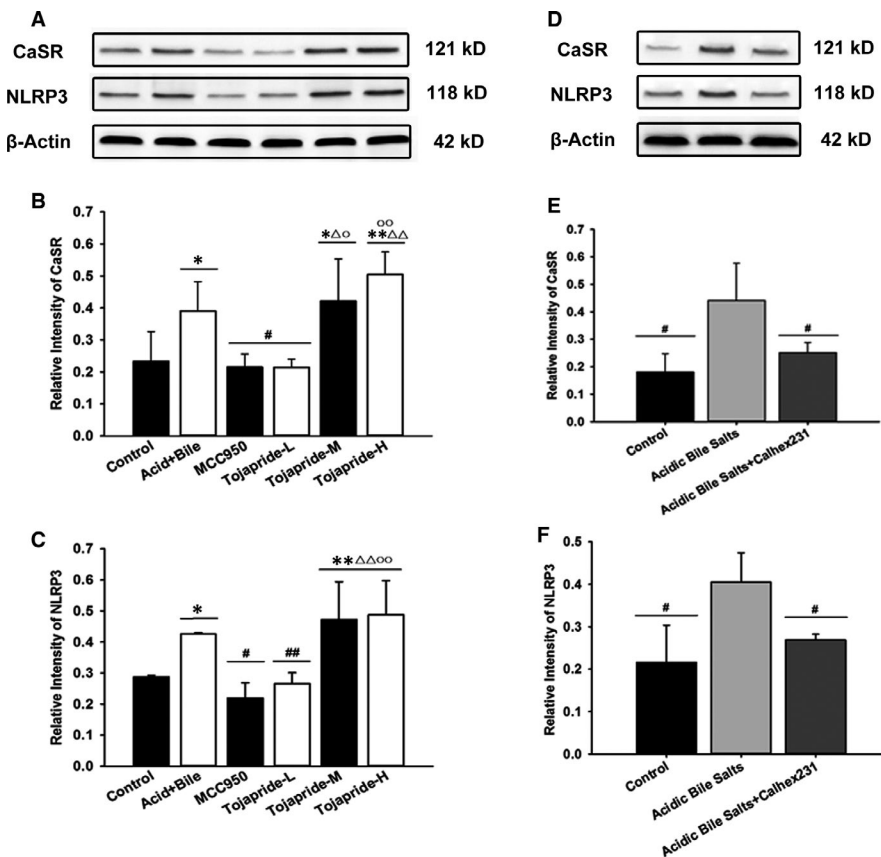 A
CaSR 121 kD
NLRP3 118 kD
β-Actin 42 kD
B
Relative Intensity of CaSR
0.7
0.6
0.5
0.4
0.3
0.2
0.1
0.0
*
#
*△○
○○
**△△
Control
Acid+Bile
MCC950
Tojapride-L
Tojapride-M
Tojapride-H
C
Relative Intensity of NLRP3
0.7
0.6
0.5
0.4
0.3
0.2
0.1
0.0
*
#
##
**△△○○
Control
Acid+Bile
MCC950
Tojapride-L
Tojapride-M
Tojapride-H
D
CaSR 121 kD
NLRP3 118 kD
β-Actin 42 kD
E
Relative Intensity of CaSR
0.7
0.6
0.5
0.4
0.3
0.2
0.1
0.0
#
#
Control
Acidic Bile Salts
Acidic Bile Salts+Calhex231
F
Relative Intensity of NLRP3
0.5
0.4
0.3
0.2
0.1
0.0
#
#
Control
Acidic Bile Salts
Acidic Bile Salts+Calhex231